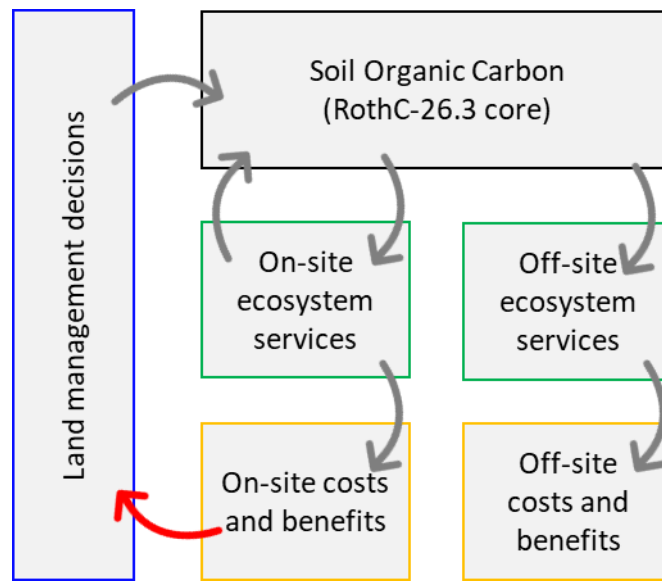 Land management decisions
Soil Organic Carbon
(RothC-26.3 core)
On-site
ecosystem
services
Off-site
ecosystem
services
On-site costs
and benefits
Off-site
costs and
benefits